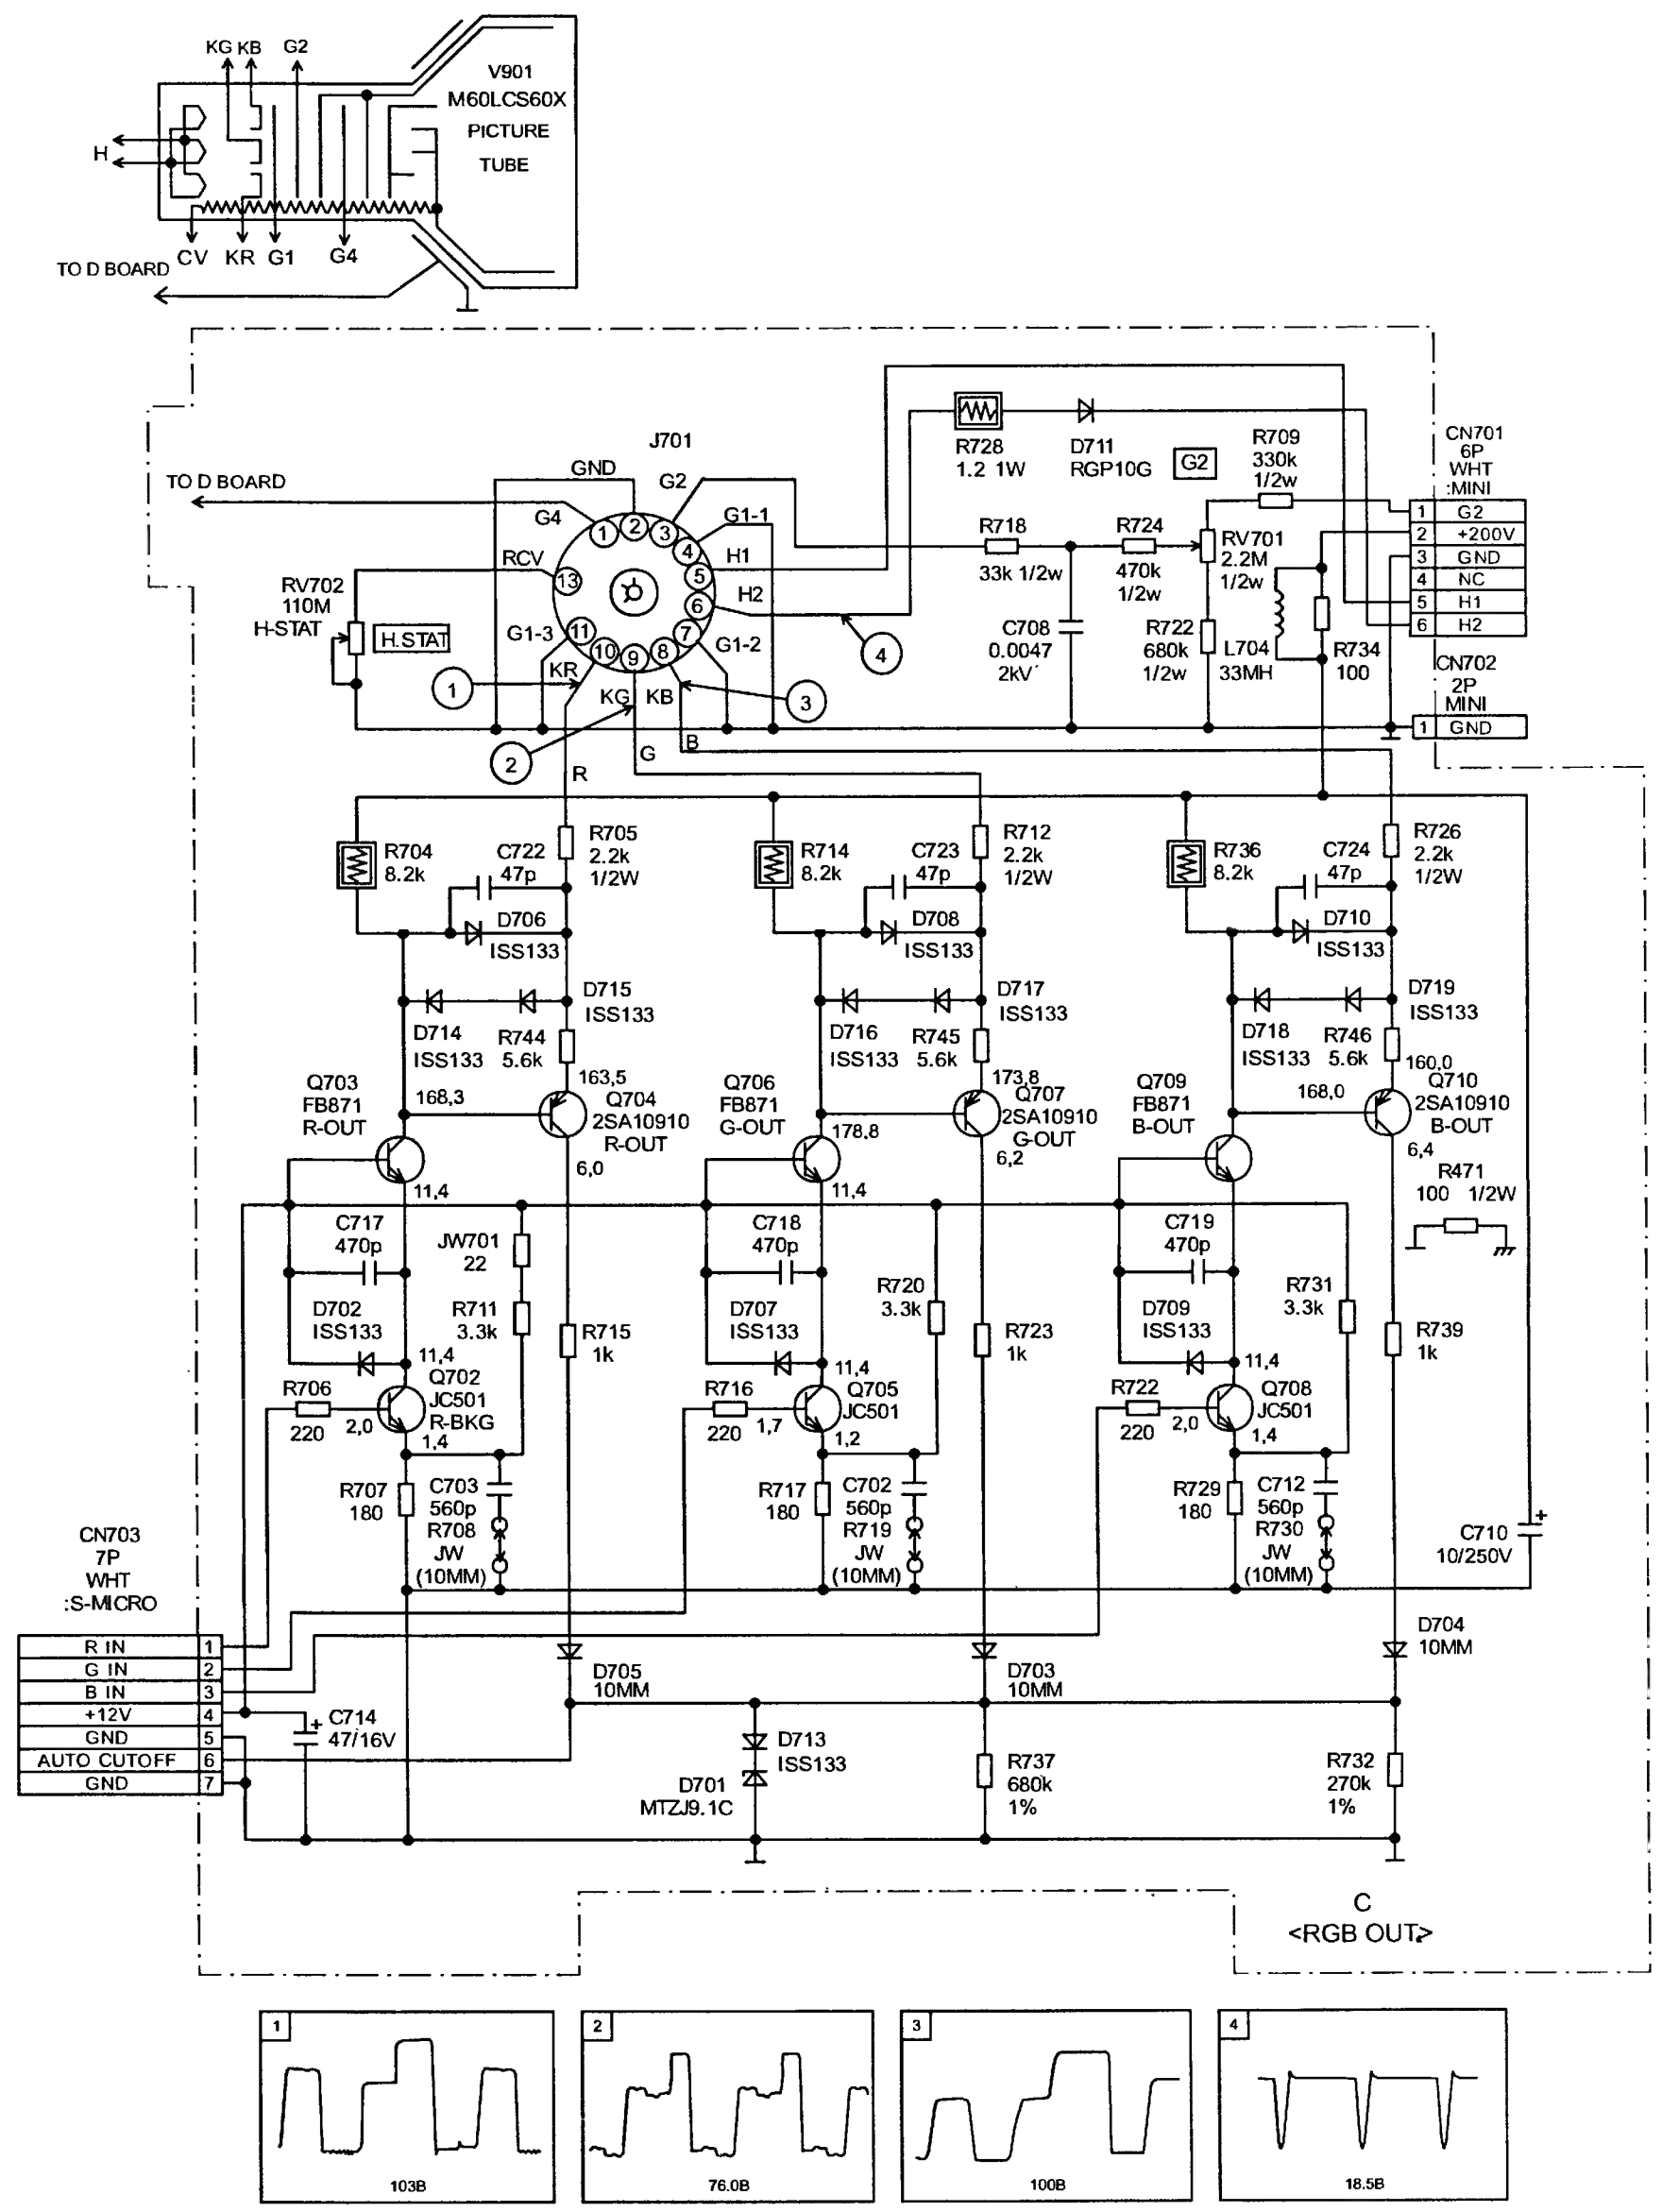 KG KB G2
V901
M60LCS60X
PICTURE
TUBE
H
CV KR G1 G4
TO D BOARD
J701
GND
G2
TO D BOARD
G4
G1-1
RCV
H1
H2
RV702
110M
H-STAT
H.STAT
G1-3
G1-2
KR
KG KB
1 2 3 4 5 6 7 8 9 10 11 13
1
2
3
4
R
G
B
R728
1.2 1W
D711
RGP10G
G2
R709
330k
1/2w
R718
33k 1/2w
R724
470k
1/2w
RV701
2.2M
1/2w
C708
0.0047
2kV
R722
680k
1/2w
L704
33MH
R734
100
CN701
6P
WHT
:MINI
1 G2
2 +200V
3 GND
4 NC
5 H1
6 H2
CN702
2P
MINI
1 GND
R704
8.2k
C722
47p
R705
2.2k
1/2W
D706
ISS133
D715
ISS133
D714
ISS133
R744
5.6k
R714
8.2k
C723
47p
R712
2.2k
1/2W
D708
ISS133
D717
ISS133
D716
ISS133
R745
5.6k
R736
8.2k
C724
47p
R726
2.2k
1/2W
D710
ISS133
D719
ISS133
D718
ISS133
R746
5.6k
Q703
FB871
R-OUT
168,3
163,5
Q704
2SA10910
R-OUT
6,0
11,4
Q706
FB871
G-OUT
178,8
173,8
Q707
2SA10910
G-OUT
6,2
11,4
Q709
FB871
B-OUT
168,0
160,0
Q710
2SA10910
B-OUT
6,4
R471
100 1/2W
C717
470p
JW701
22
D702
ISS133
R711
3.3k
R715
1k
11,4
Q702
JC501
R-BKG
R706
220
2,0
1,4
C718
470p
R720
3.3k
D707
ISS133
R723
1k
11,4
Q705
JC501
R716
220
1,7
1,2
C719
470p
R731
3.3k
D709
ISS133
R739
1k
11,4
Q708
JC501
R722
220
2,0
1,4
R707
180
C703
560p
R708
JW
(10MM)
R717
180
C702
560p
R719
JW
(10MM)
R729
180
C712
560p
R730
JW
(10MM)
C710
10/250V
+
CN703
7P
WHT
:S-MICRO
R IN 1
G IN 2
B IN 3
+12V 4
GND 5
AUTO CUTOFF 6
GND 7
+
C714
47/16V
D705
10MM
D703
10MM
D704
10MM
D713
ISS133
D701
MTZJ9.1C
R737
680k
1%
R732
270k
1%
C
<RGB OUT>
1
103B
2
76.0B
3
100B
4
18.5B